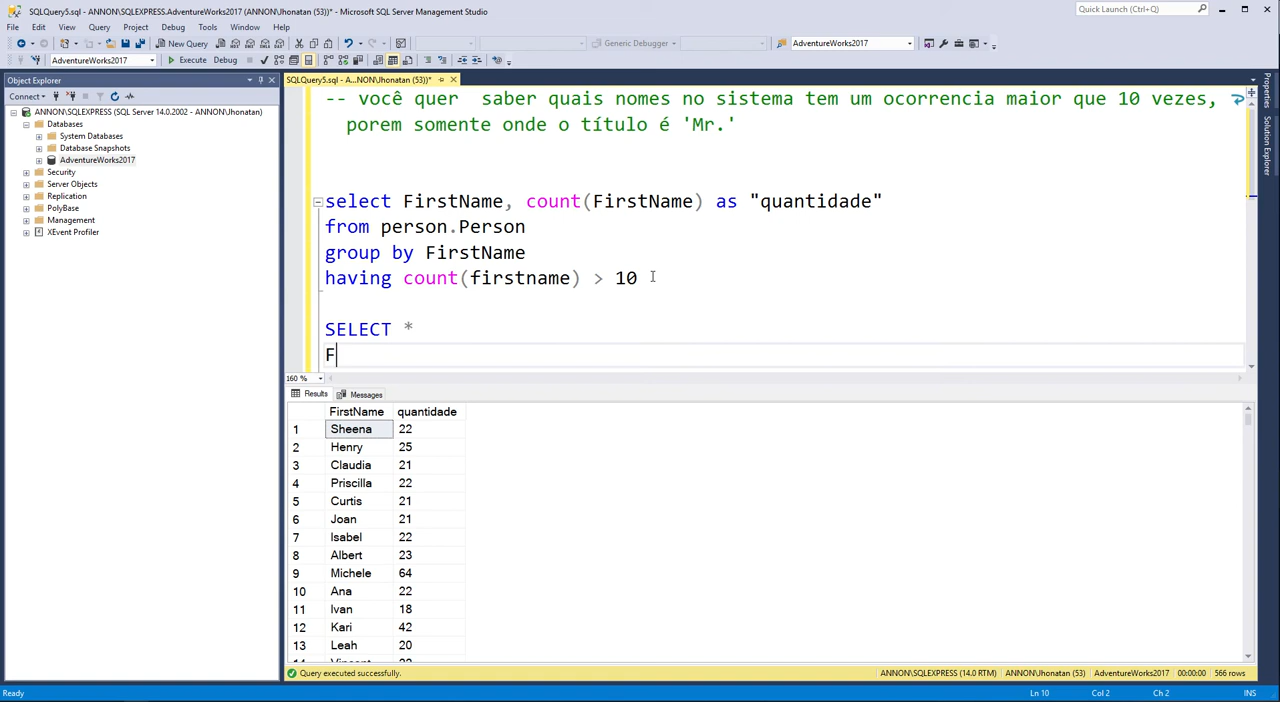 SQLQuery5.sql - ANNON\SQLEXPRESS.AdventureWorks2017 (ANNON\Jhonatan (53))* - Microsoft SQL Server Management Studio
Quick Launch (Ctrl+Q)
File Edit View Query Project Debug Tools Window Help
New Query
Generic Debugger
AdventureWorks2017
AdventureWorks2017
Execute Debug
Object Explorer
Connect
ANNON\SQLEXPRESS (SQL Server 14.0.2002 - ANNON\Jhonatan)
Databases
System Databases
Database Snapshots
AdventureWorks2017
Security
Server Objects
Replication
PolyBase
Management
XEvent Profiler
SQLQuery5.sql - A...NNON\Jhonatan (53))*
-- você quer  saber quais nomes no sistema tem um ocorrencia maior que 10 vezes,
porem somente onde o título é 'Mr.'
select FirstName, count(FirstName) as "quantidade"
from person.Person
group by FirstName
having count(firstname) > 10
SELECT *
F
160 %
Results Messages
FirstName quantidade
1 Sheena 22
2 Henry 25
3 Claudia 21
4 Priscilla 22
5 Curtis 21
6 Joan 21
7 Isabel 22
8 Albert 23
9 Michele 64
10 Ana 22
11 Ivan 18
12 Kari 42
13 Leah 20
Query executed successfully.
ANNON\SQLEXPRESS (14.0 RTM) ANNON\Jhonatan (53) AdventureWorks2017 00:00:00 566 rows
Ready
Ln 10 Col 2 Ch 2 INS
Properties
Solution Explorer